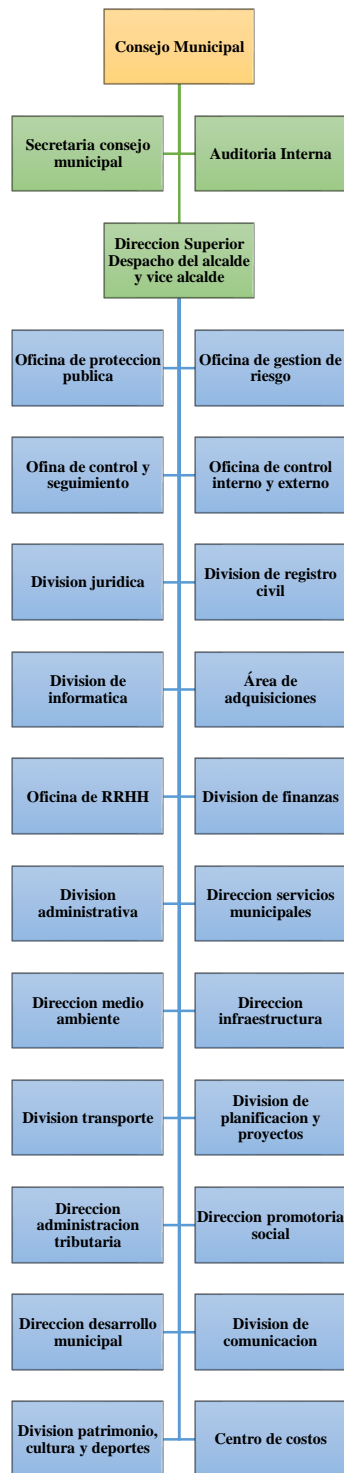 Consejo Municipal
Secretaria consejo
municipal
Auditoria Interna
Direccion Superior
Despacho del alcalde
y vice alcalde
Oficina de proteccion
publica
Oficina de gestion de
riesgo
Ofina de control y
seguimiento
Oficina de control
interno y externo
Division juridica
Division de registro
civil
Division de
informatica
Área de
adquisiciones
Oficina de RRHH
Division de finanzas
Division
administrativa
Direccion servicios
municipales
Direccion medio
ambiente
Direccion
infraestructura
Division transporte
Division de
planificacion y
proyectos
Direccion
administracion
tributaria
Direccion promotoria
social
Direccion desarrollo
municipal
Division de
comunicacion
Division patrimonio,
cultura y deportes
Centro de costos